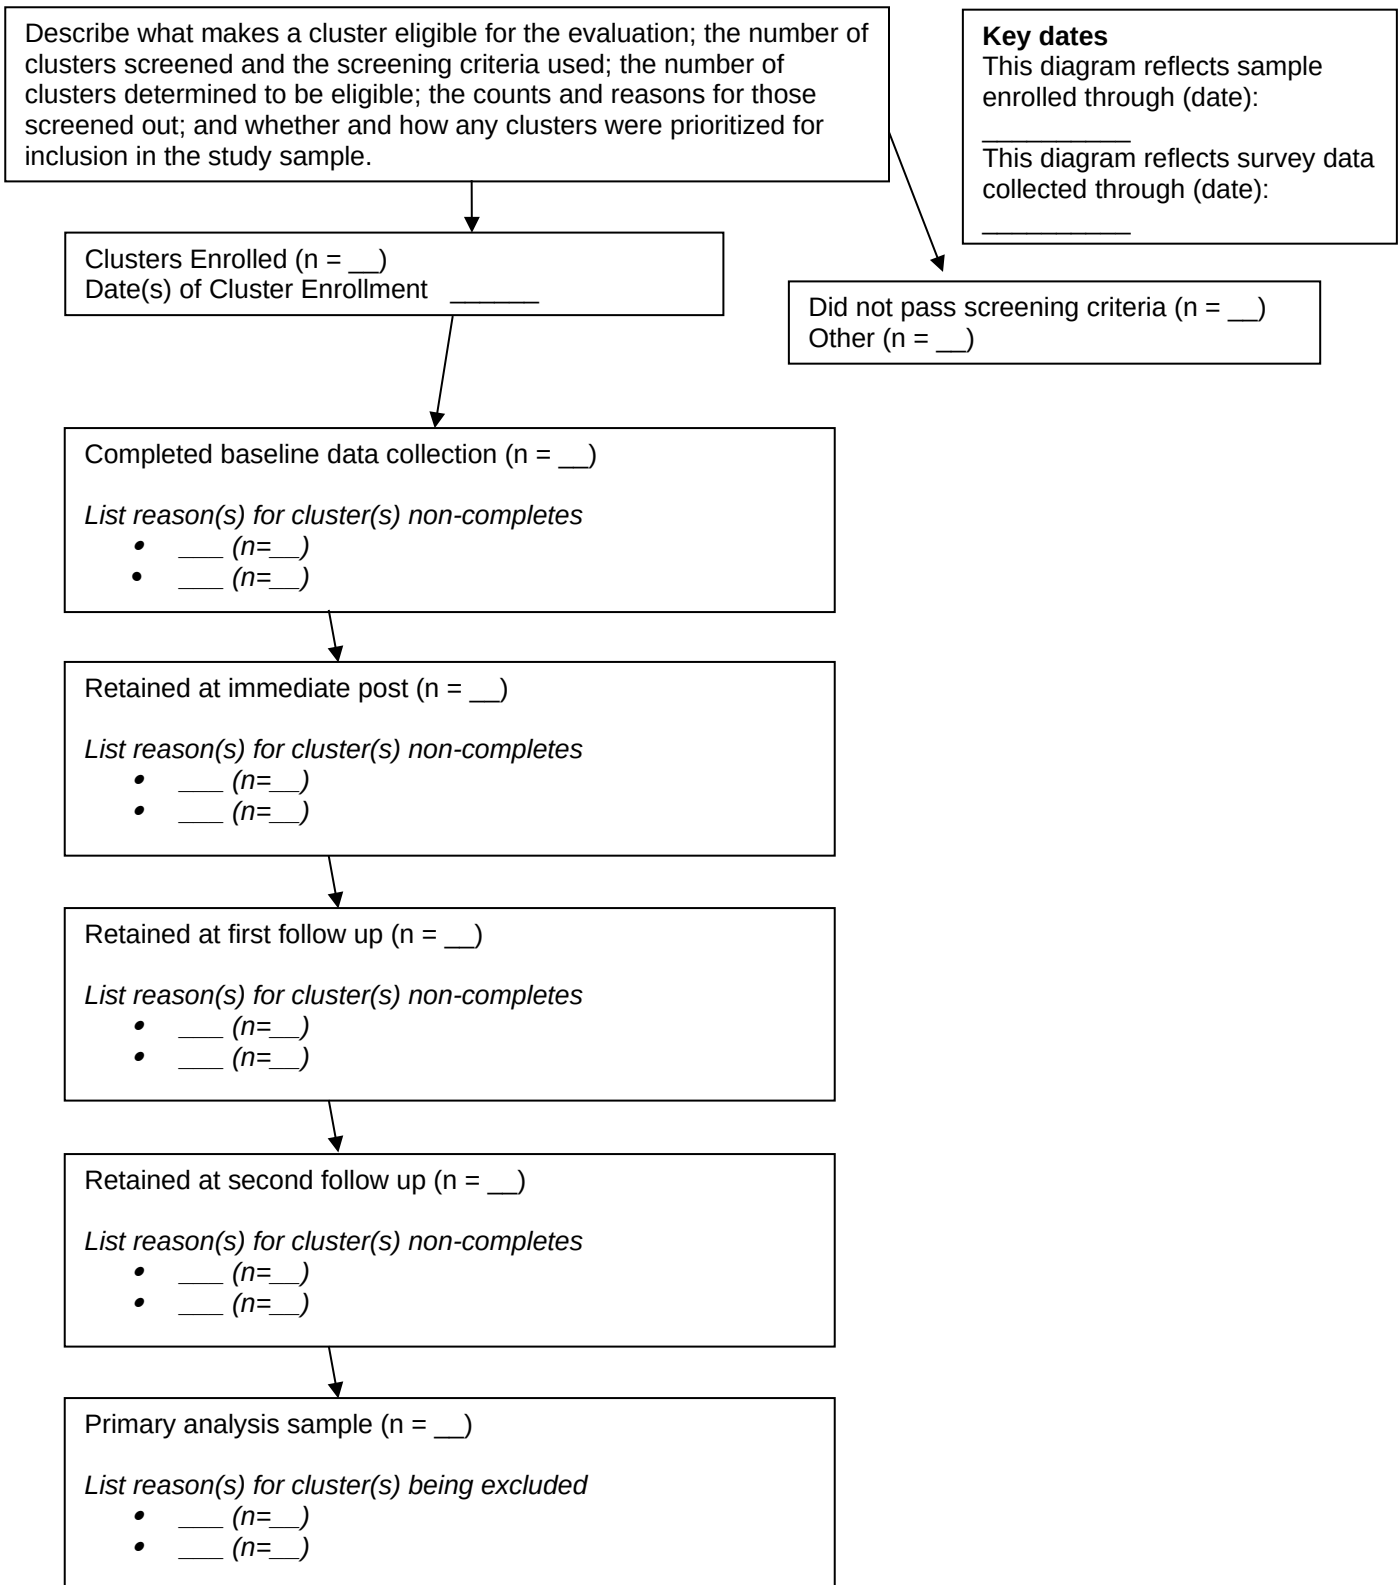 Describe what makes a cluster eligible for the evaluation; the number of
clusters screened and the screening criteria used; the number of
clusters determined to be eligible; the counts and reasons for those
screened out; and whether and how any clusters were prioritized for
inclusion in the study sample.
Key dates
This diagram reflects sample
enrolled through (date):
__________
This diagram reflects survey data
collected through (date):
__________
Clusters Enrolled (n = __)
Date(s) of Cluster Enrollment ______
Did not pass screening criteria (n = __)
Other (n = __)
Completed baseline data collection (n = __)
List reason(s) for cluster(s) non-completes
• ___ (n=__)
• ___ (n=__)
Retained at immediate post (n = __)
List reason(s) for cluster(s) non-completes
• ___ (n=__)
• ___ (n=__)
Retained at first follow up (n = __)
List reason(s) for cluster(s) non-completes
• ___ (n=__)
• ___ (n=__)
Retained at second follow up (n = __)
List reason(s) for cluster(s) non-completes
• ___ (n=__)
• ___ (n=__)
Primary analysis sample (n = __)
List reason(s) for cluster(s) being excluded
• ___ (n=__)
• ___ (n=__)